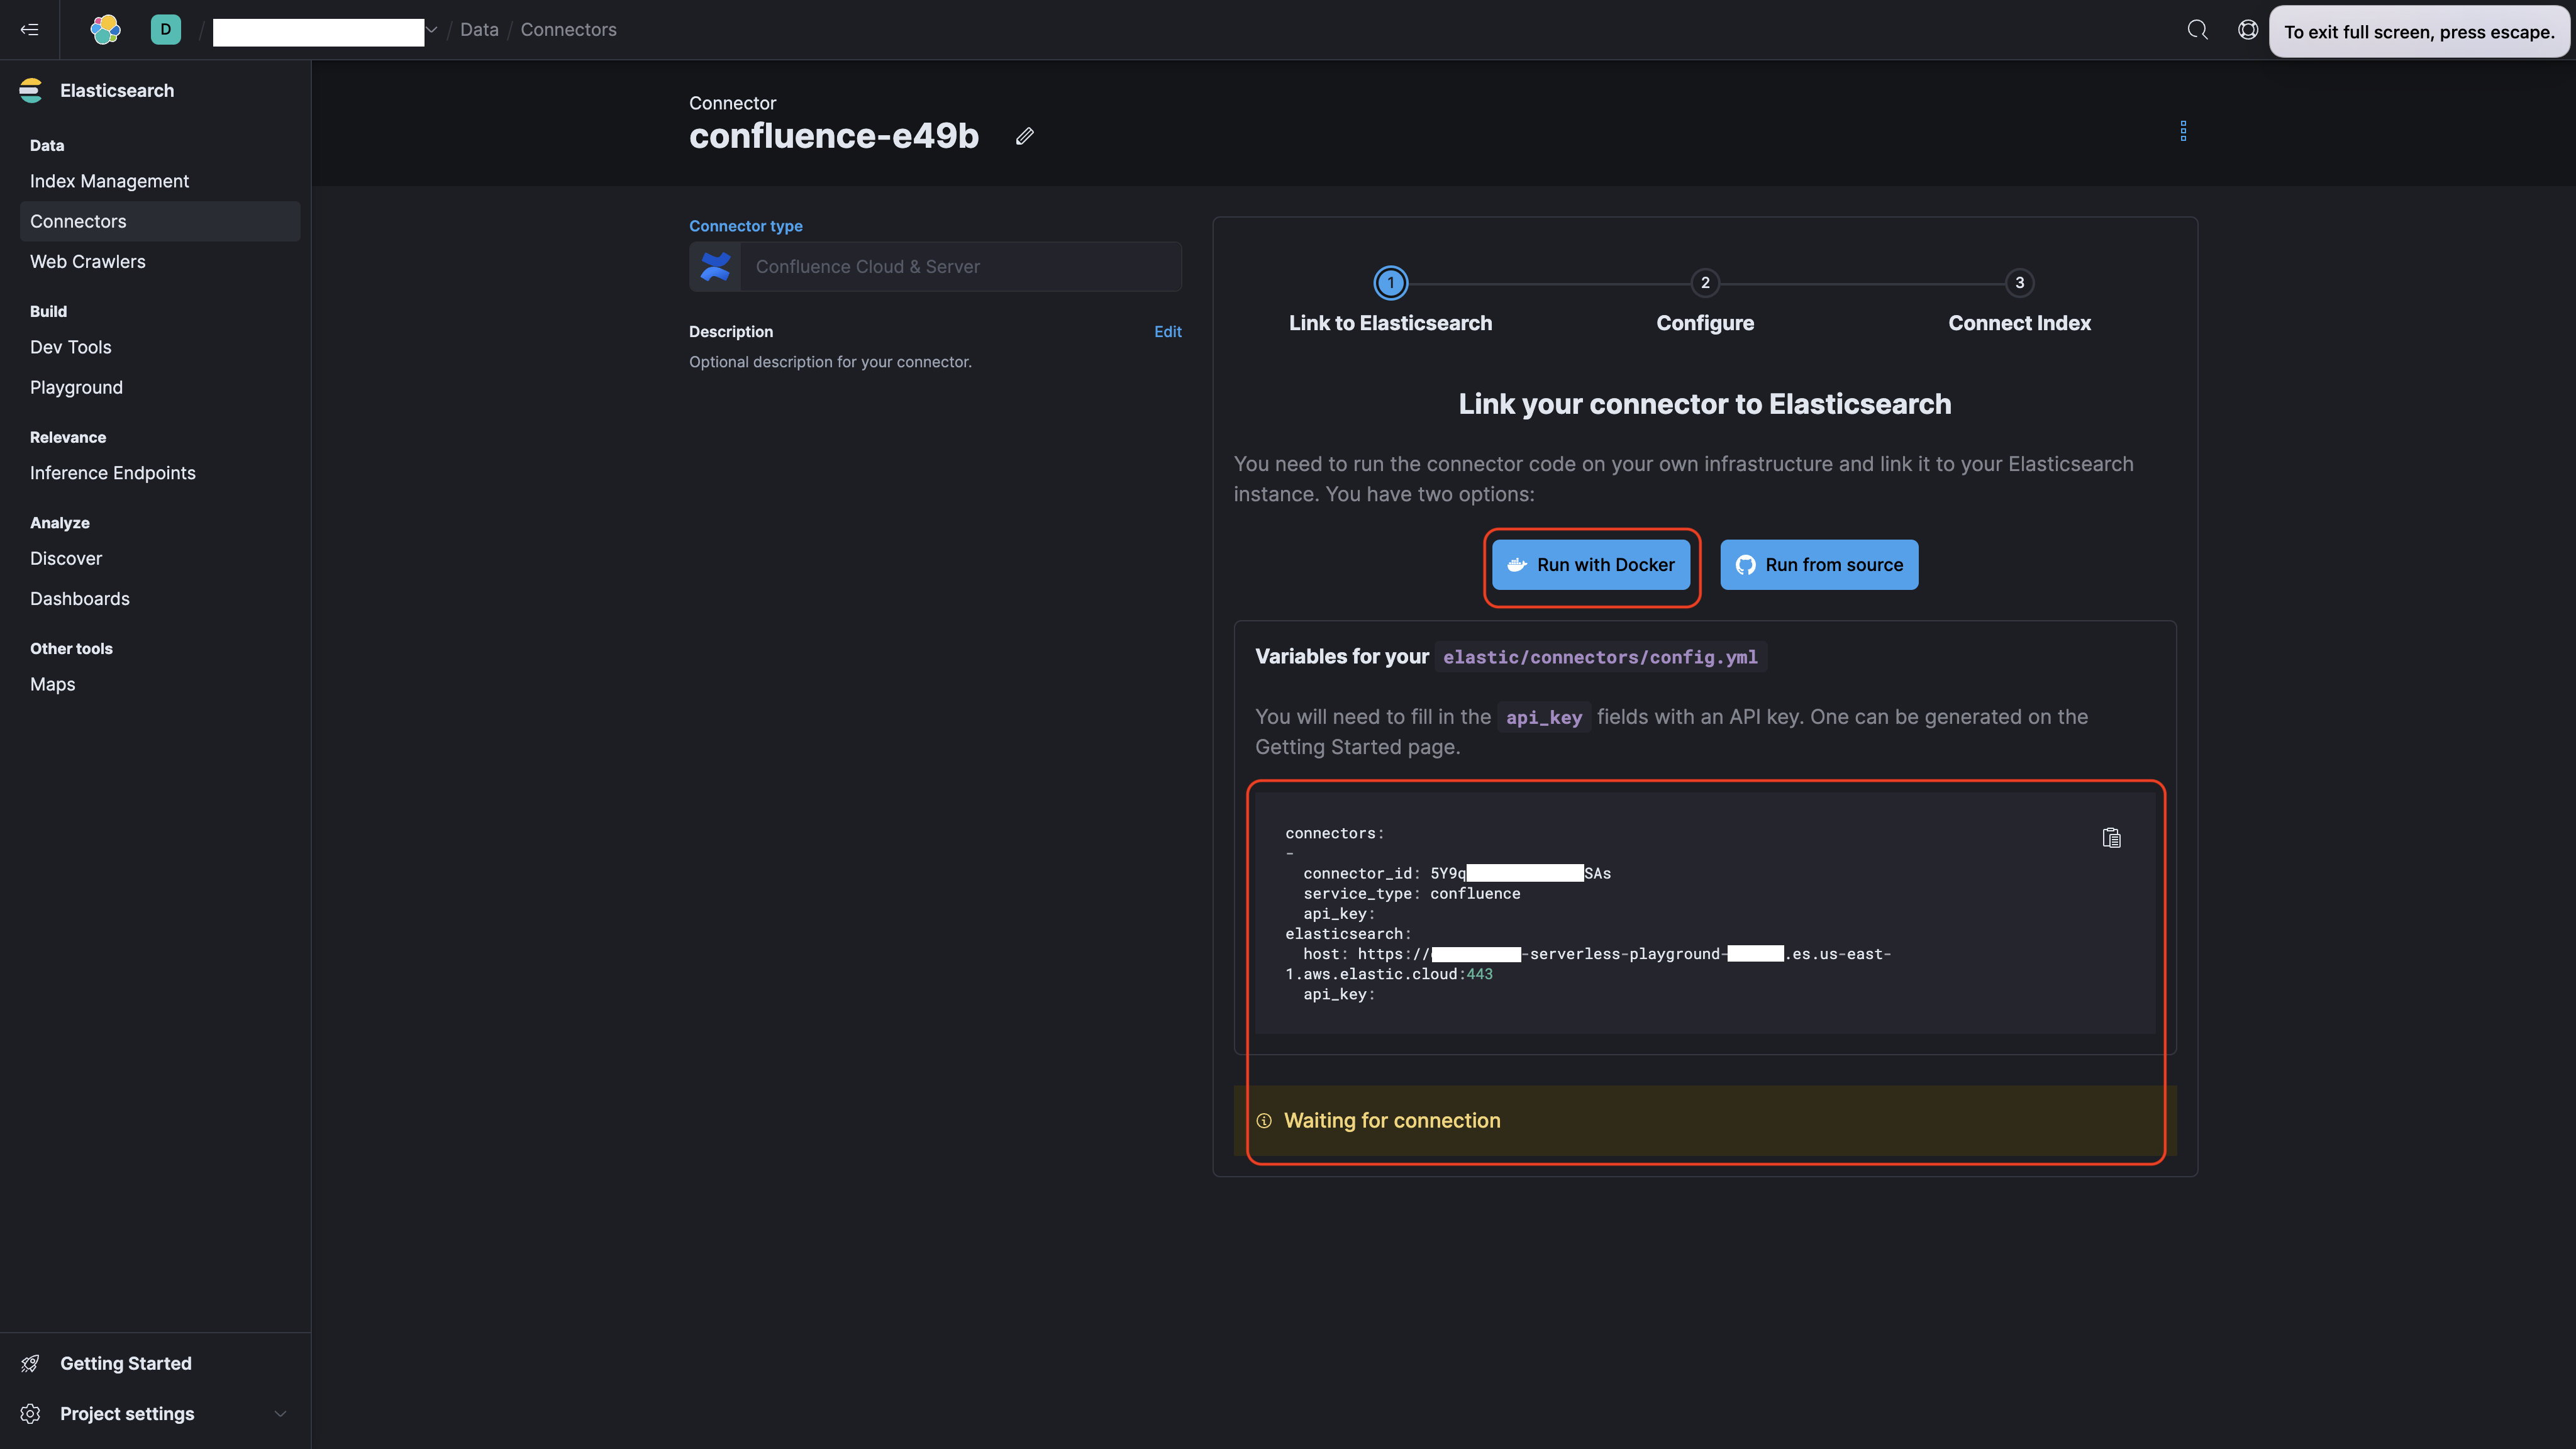 D / / Data / Connectors
To exit full screen, press escape.
Elasticsearch
Data
Index Management
Connectors
Web Crawlers
Build
Dev Tools
Playground
Relevance
Inference Endpoints
Analyze
Discover
Dashboards
Other tools
Maps
Getting Started
Project settings
Connector
confluence-e49b
Connector type
Confluence Cloud & Server
Description Edit
Optional description for your connector.
1 2 3
Link to Elasticsearch Configure Connect Index
Link your connector to Elasticsearch
You need to run the connector code on your own infrastructure and link it to your Elasticsearch
instance. You have two options:
Run with Docker Run from source
Variables for your elastic/connectors/config.yml
You will need to fill in the api_key fields with an API key. One can be generated on the
Getting Started page.
connectors:
-
connector_id: 5Y9q SAs
service_type: confluence
api_key:
elasticsearch:
host: https:// -serverless-playground- .es.us-east-
1.aws.elastic.cloud:443
api_key:
Waiting for connection